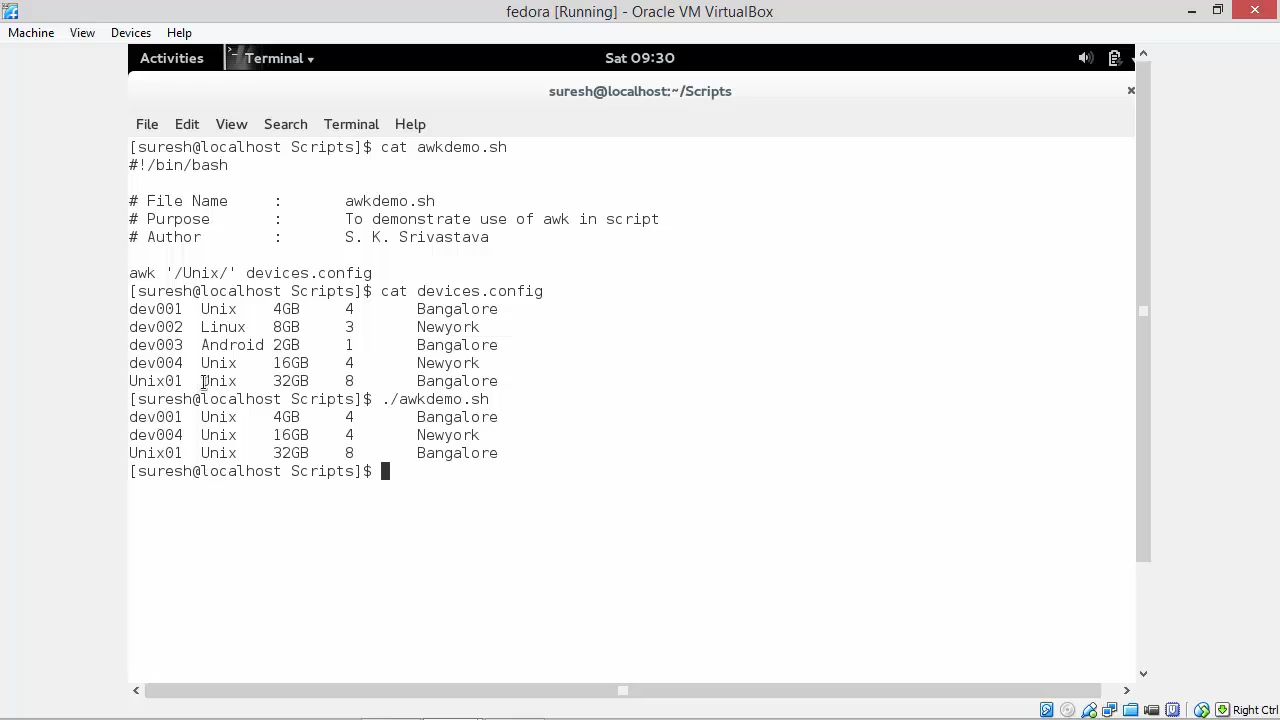 fedora [Running] - Oracle VM VirtualBox
Machine View Devices Help
Activities Terminal Sat 09:30
suresh@localhost:~/Scripts
File Edit View Search Terminal Help
[suresh@localhost Scripts]$ cat awkdemo.sh
#!/bin/bash
# File Name : awkdemo.sh
# Purpose : To demonstrate use of awk in script
# Author : S. K. Srivastava
awk '/Unix/' devices.config
[suresh@localhost Scripts]$ cat devices.config
dev001 Unix 4GB 4 Bangalore
dev002 Linux 8GB 3 Newyork
dev003 Android 2GB 1 Bangalore
dev004 Unix 16GB 4 Newyork
Unix01 Unix 32GB 8 Bangalore
[suresh@localhost Scripts]$ ./awkdemo.sh
dev001 Unix 4GB 4 Bangalore
dev004 Unix 16GB 4 Newyork
Unix01 Unix 32GB 8 Bangalore
[suresh@localhost Scripts]$
Right Ctrl